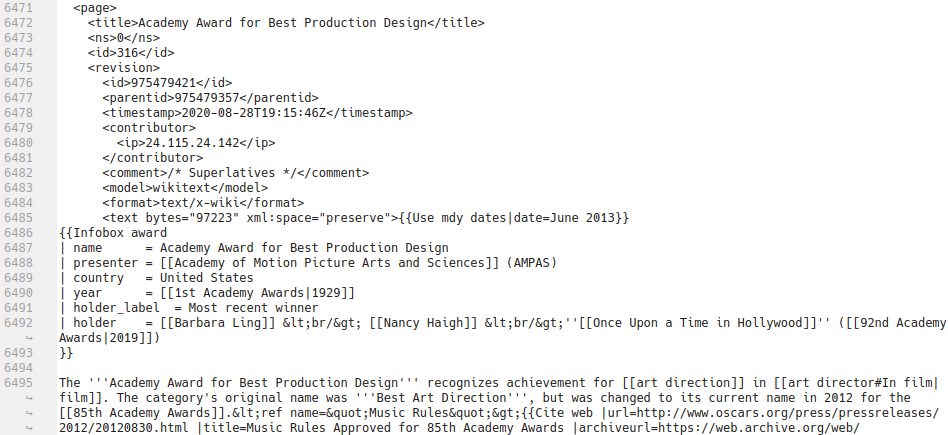 6471   <page>
6472     <title>Academy Award for Best Production Design</title>
6473     <ns>0</ns>
6474     <id>316</id>
6475     <revision>
6476       <id>975479421</id>
6477       <parentid>975479357</parentid>
6478       <timestamp>2020-08-28T19:15:46Z</timestamp>
6479       <contributor>
6480         <ip>24.115.24.142</ip>
6481       </contributor>
6482       <comment>/* Superlatives */</comment>
6483       <model>wikitext</model>
6484       <format>text/x-wiki</format>
6485       <text bytes="97223" xml:space="preserve">{{Use mdy dates|date=June 2013}}
6486 {{Infobox award
6487 | name      = Academy Award for Best Production Design
6488 | presenter = [[Academy of Motion Picture Arts and Sciences]] (AMPAS)
6489 | country   = United States
6490 | year      = [[1st Academy Awards|1929]]
6491 | holder_label  = Most recent winner
6492 | holder    = [[Barbara Ling]] &lt;br/&gt; [[Nancy Haigh]] &lt;br/&gt;''[[Once Upon a Time in Hollywood]]'' ([[92nd Academy
↪ Awards|2019]])
6493 }}
6494
6495 The '''Academy Award for Best Production Design''' recognizes achievement for [[art direction]] in [[art director#In film|
↪ film]]. The category's original name was '''Best Art Direction''', but was changed to its current name in 2012 for the
↪ [[85th Academy Awards]].&lt;ref name=&quot;Music Rules&quot;&gt;{{Cite web |url=http://www.oscars.org/press/pressreleases/
↪ 2012/20120830.html |title=Music Rules Approved for 85th Academy Awards |archiveurl=https://web.archive.org/web/